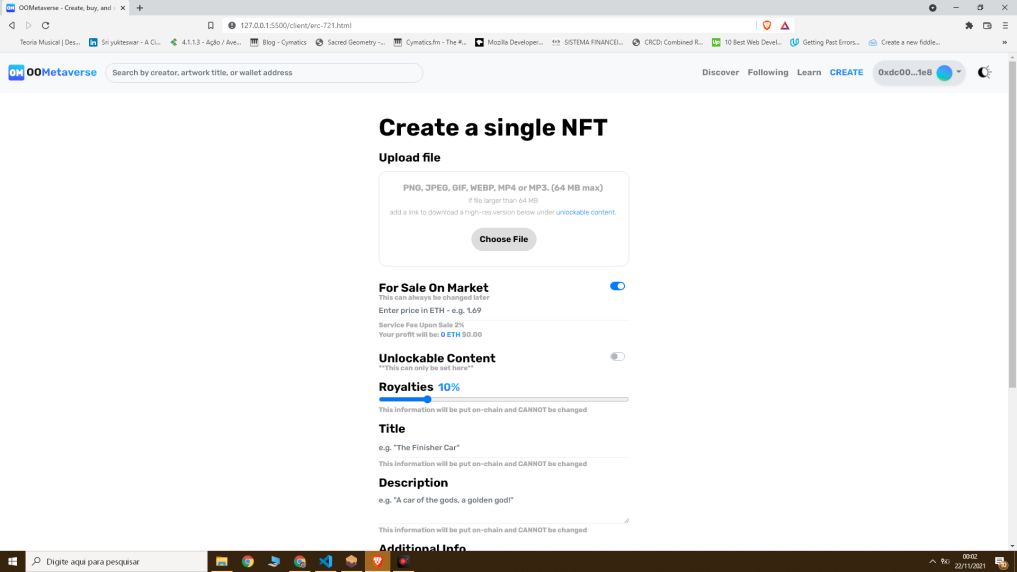 OOMetaverse - Create, buy, and s
127.0.0.1:5500/client/erc-721.html
Teoria Musical | Des...
Sri yukteswar - A Ci...
4.1.1.3 - Ação / Ave...
Blog - Cymatics
Sacred Geometry -...
Cymatics.fm - The #...
Mozilla Developer...
SISTEMA FINANCEI...
CRCDi Combined R...
10 Best Web Devel...
Getting Past Errors...
Create a new fiddle...
»
OM OOMetaverse
Search by creator, artwork title, or wallet address
Discover
Following
Learn
CREATE
0xdc00...1e8
Create a single NFT
Upload file
PNG, JPEG, GIF, WEBP, MP4 or MP3. (64 MB max)
if file larger than 64 MB
add a link to download a high-res version below under unlockable content.
Choose File
For Sale On Market
This can always be changed later
Enter price in ETH - e.g. 1.69
Service Fee Upon Sale 2%
Your profit will be: 0 ETH $0.00
Unlockable Content
**This can only be set here**
Royalties 10%
This information will be put on-chain and CANNOT be changed
Title
e.g. "The Finisher Car"
This information will be put on-chain and CANNOT be changed
Description
e.g. "A car of the gods, a golden god!"
This information will be put on-chain and CANNOT be changed
Additional Info
Digite aqui para pesquisar
00:02
22/11/2021